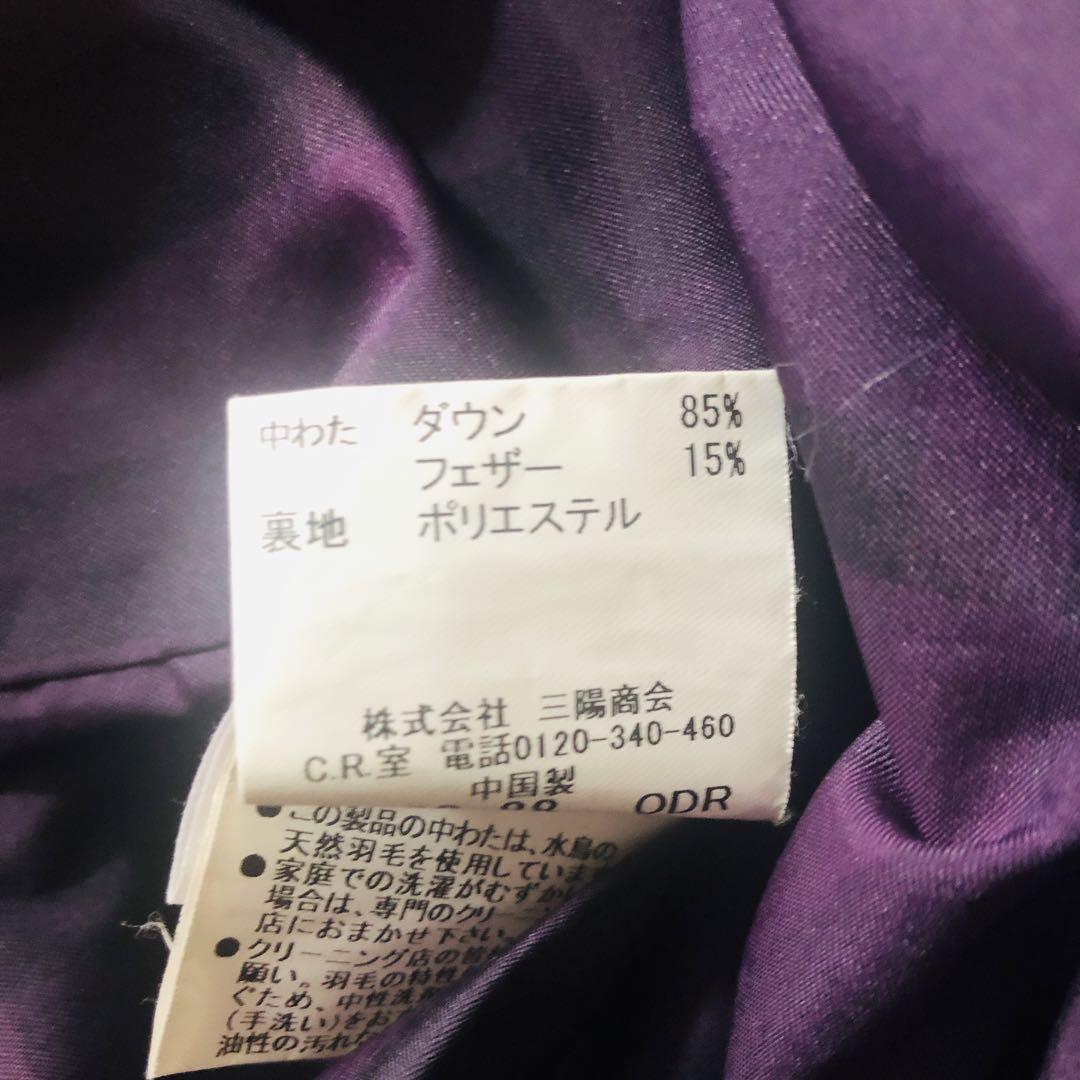 中わた ダウン 85%
フェザー 15%
裏地 ポリエステル
株式会社 三陽商会
C.R.室 電話0120-340-460
中国製
ODR
●この製品の中わたは、水鳥の
天然羽毛を使用していま
●家庭での洗濯がむずか
場合は、専門のクリーニ
店におまかせ下さい。
●クリーニング店の皆
願い。羽毛の特性
ぐため、中性洗
(手洗い)をお
油性の汚れ